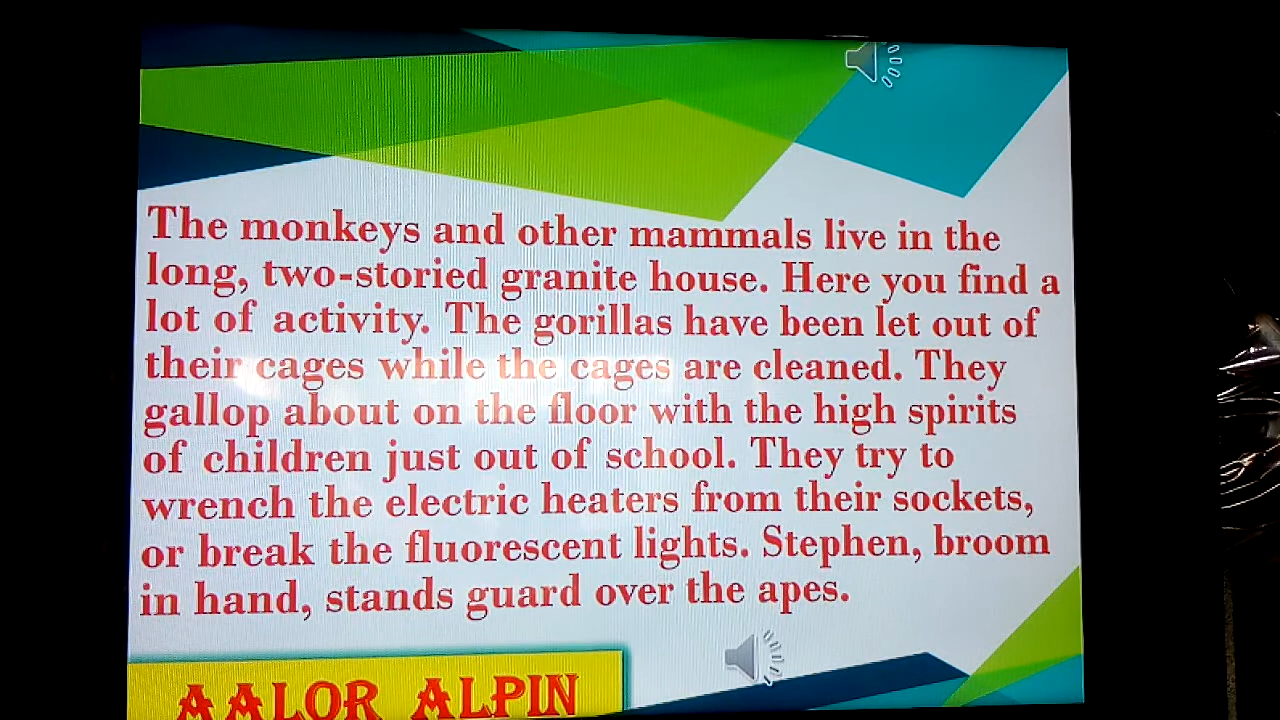 The monkeys and other mammals live in the
long, two-storied granite house. Here you find a
lot of activity. The gorillas have been let out of
their cages while the cages are cleaned. They
gallop about on the floor with the high spirits
of children just out of school. They try to
wrench the electric heaters from their sockets,
or break the fluorescent lights. Stephen, broom
in hand, stands guard over the apes.
AALOR ALPIN